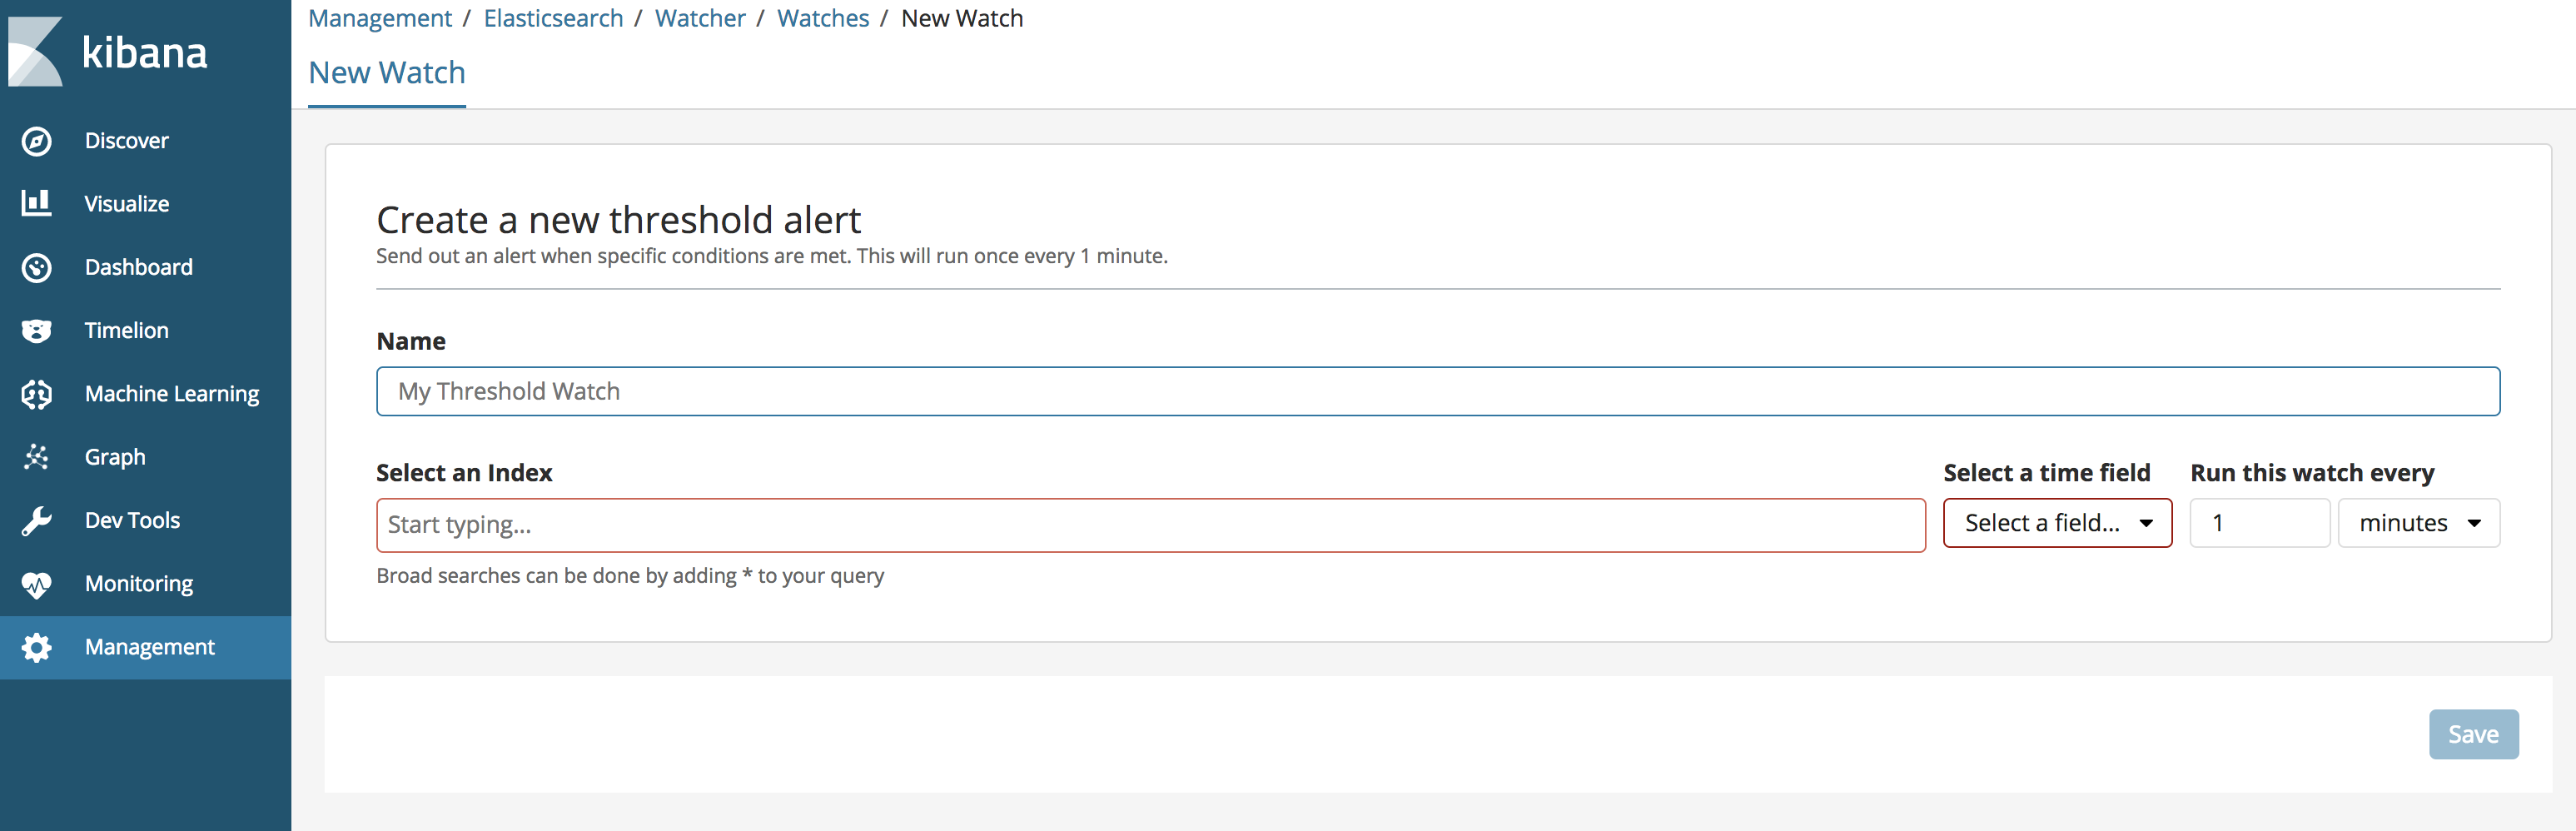 kibana
Discover
Visualize
Dashboard
Timelion
Machine Learning
Graph
Dev Tools
Monitoring
Management
Management / Elasticsearch / Watcher / Watches / New Watch
New Watch
Create a new threshold alert
Send out an alert when specific conditions are met. This will run once every 1 minute.
Name
My Threshold Watch
Select an Index
Start typing...
Broad searches can be done by adding * to your query
Select a time field
Select a field...
Run this watch every
1 minutes
Save